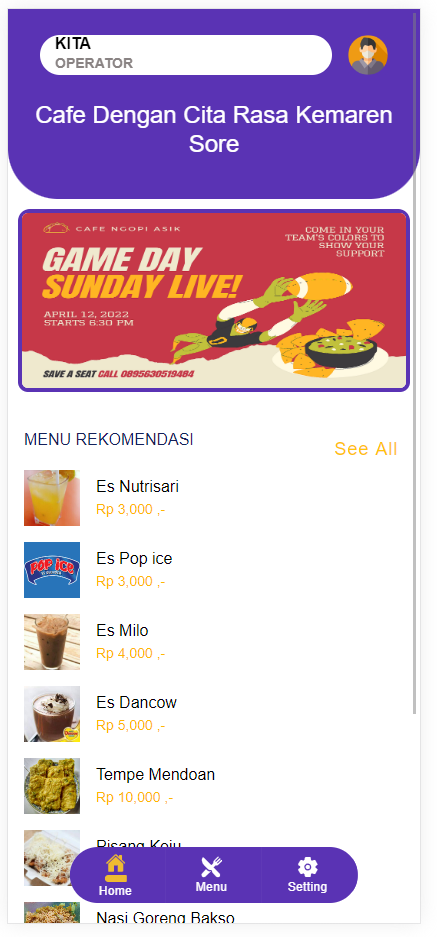 KITA
OPERATOR
Cafe Dengan Cita Rasa Kemaren
Sore
CAFE NGOPI ASIK
COME IN YOUR
TEAM'S COLORS TO
SHOW YOUR
SUPPORT
GAME DAY
SUNDAY LIVE!
APRIL 12, 2022
STARTS 6:30 PM
SAVE A SEAT CALL 0895630519484
MENU REKOMENDASI
See All
Es Nutrisari
Rp 3,000 ,-
POP ICE
Es Pop ice
Rp 3,000 ,-
Es Milo
Rp 4,000 ,-
Es Dancow
Rp 5,000 ,-
Tempe Mendoan
Rp 10,000 ,-
Pisang Keju
Home
Menu
Setting
Nasi Goreng Bakso